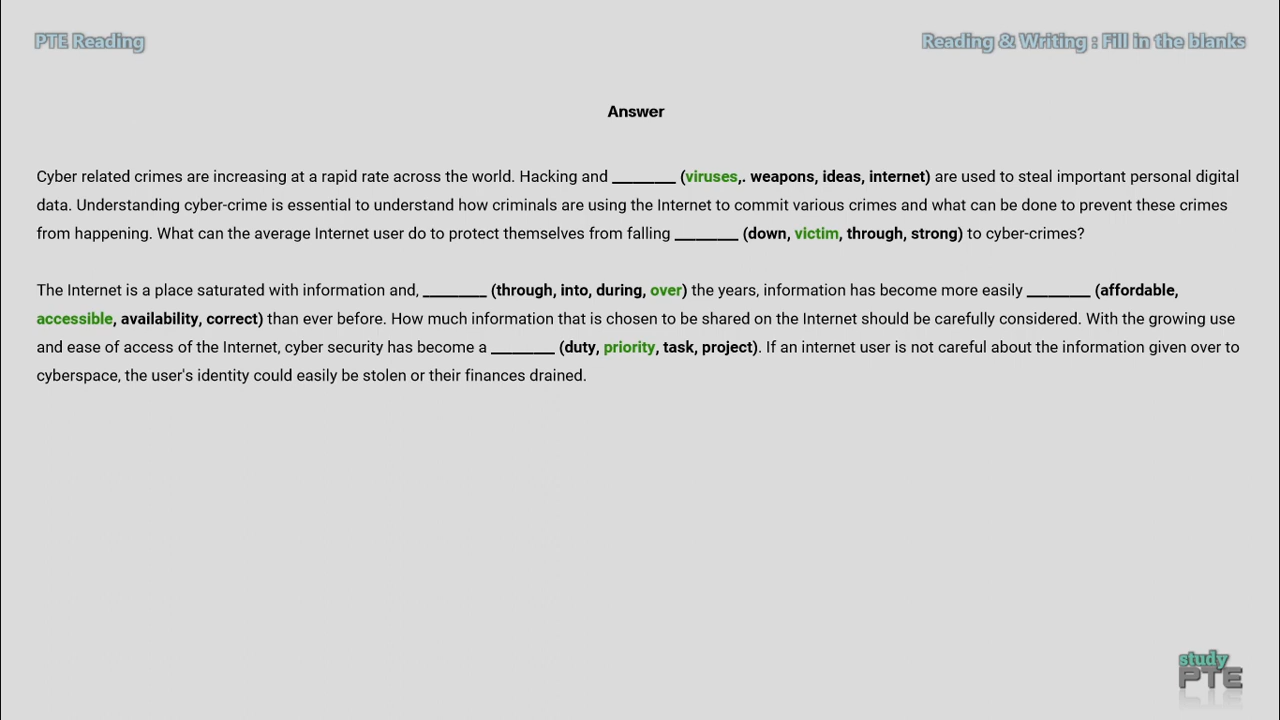 PTE Reading
Reading & Writing : Fill in the blanks
Answer
Cyber related crimes are increasing at a rapid rate across the world. Hacking and ________ (viruses,. weapons, ideas, internet) are used to steal important personal digital
data. Understanding cyber-crime is essential to understand how criminals are using the Internet to commit various crimes and what can be done to prevent these crimes
from happening. What can the average Internet user do to protect themselves from falling ________ (down, victim, through, strong) to cyber-crimes?
The Internet is a place saturated with information and, ________ (through, into, during, over) the years, information has become more easily ________ (affordable,
accessible, availability, correct) than ever before. How much information that is chosen to be shared on the Internet should be carefully considered. With the growing use
and ease of access of the Internet, cyber security has become a ________ (duty, priority, task, project). If an internet user is not careful about the information given over to
cyberspace, the user's identity could easily be stolen or their finances drained.
study
PTE